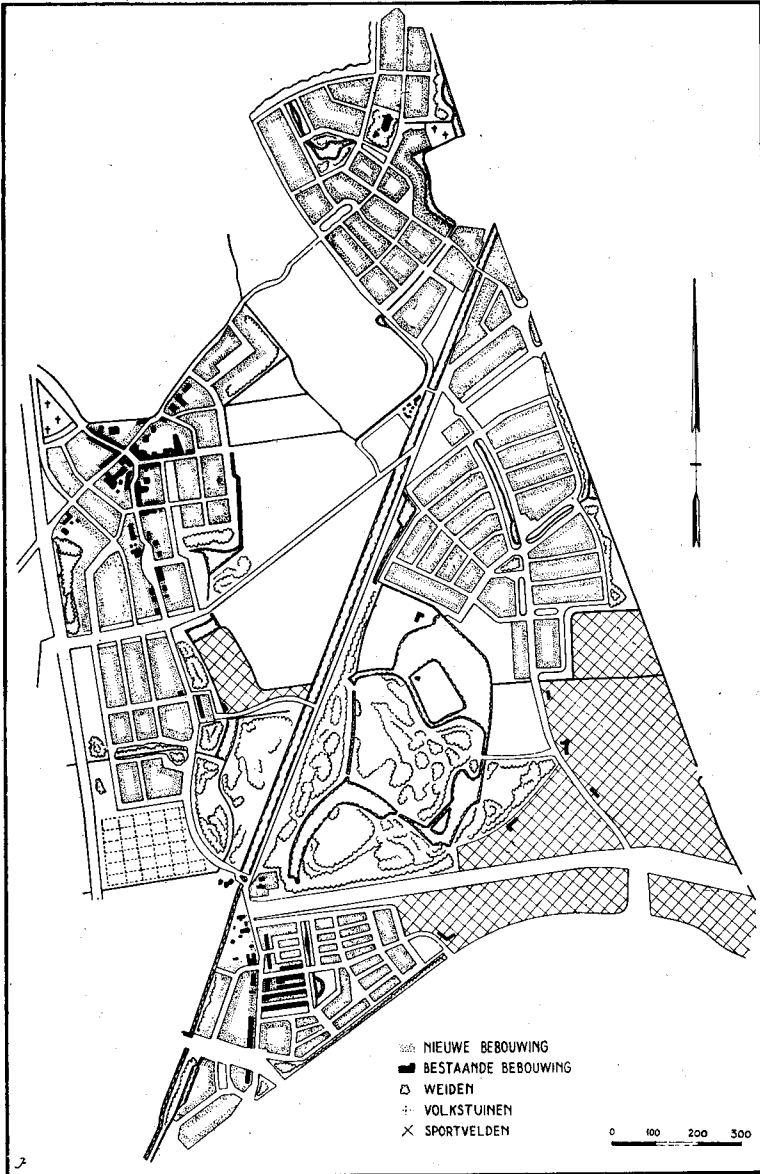 NIEUWE BEBOUWING
BESTAANDE BEBOUWING
WEIDEN
VOLKSTUINEN
SPORTVELDEN
0 100 200 300